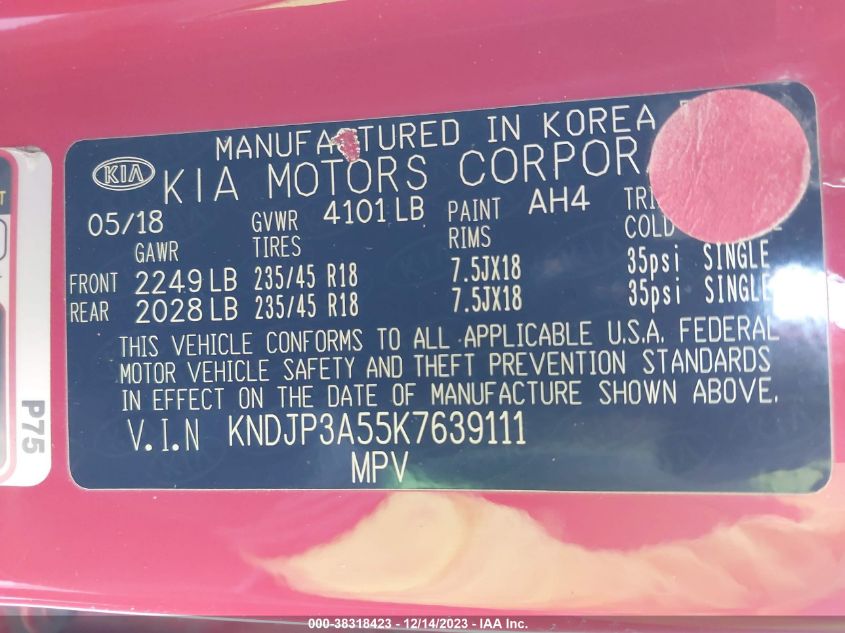 MANUFACTURED IN KOREA
KIA KIA MOTORS
05/18 GVWR 4101LB PAINT AH4
GAWR TIRES RIMS COLD
FRONT 2249LB 235/45 R18 7.5JX18 35psi SINGLE
REAR 2028LB 235/45 R18 7.5JX18 35psi SINGLE
THIS VEHICLE CONFORMS TO ALL APPLICABLE U.S.A. FEDERAL
MOTOR VEHICLE SAFETY AND THEFT PREVENTION STANDARDS
IN EFFECT ON THE DATE OF MANUFACTURE SHOWN ABOVE.
V.I.N KNDJP3A55K7639111
MPV
P75
000-38318423 - 12/14/2023 - IAA Inc.